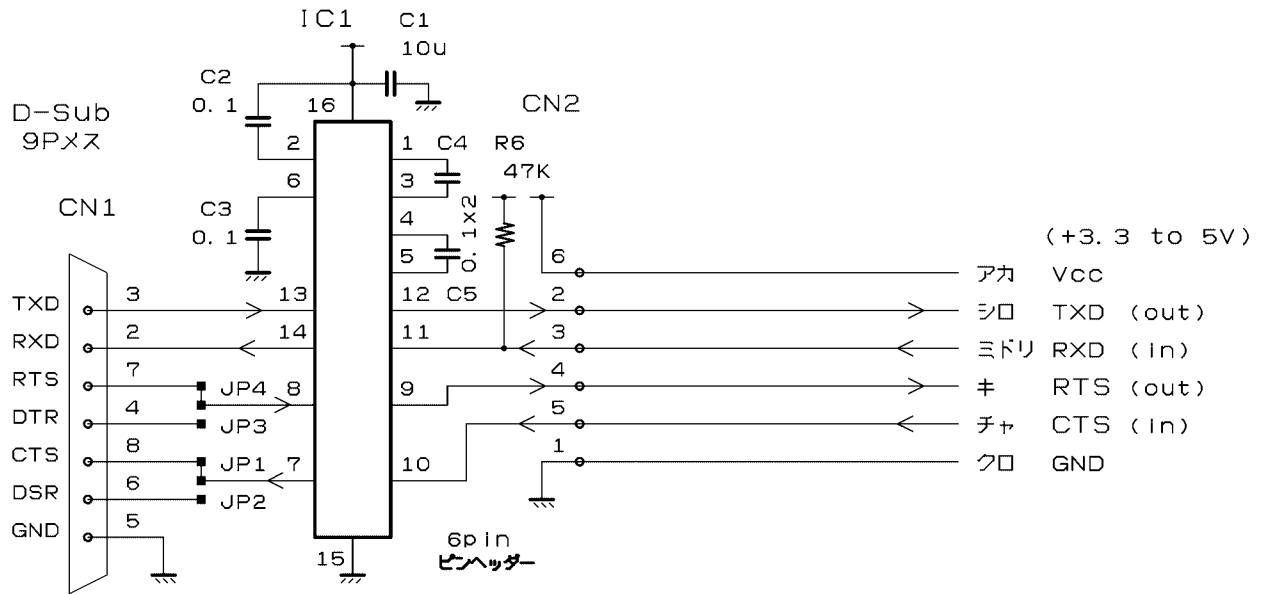 IC1
C1
10u
C2
0.1
16
CN2
D-Sub
9Pメス
2
1
C4
R6
47K
6
3
CN1
C3
0.1
4
0.1x2
5
C5
(+3.3 to 5V)
6
アカ Vcc
TXD
3
13
12
2
シロ TXD (out)
RXD
2
14
11
3
ミドリ RXD (in)
RTS
7
JP4
8
9
4
キ RTS (out)
DTR
4
JP3
5
チャ CTS (in)
CTS
8
JP1
7
10
1
クロ GND
DSR
6
JP2
GND
5
15
6pin
ピンヘッダー